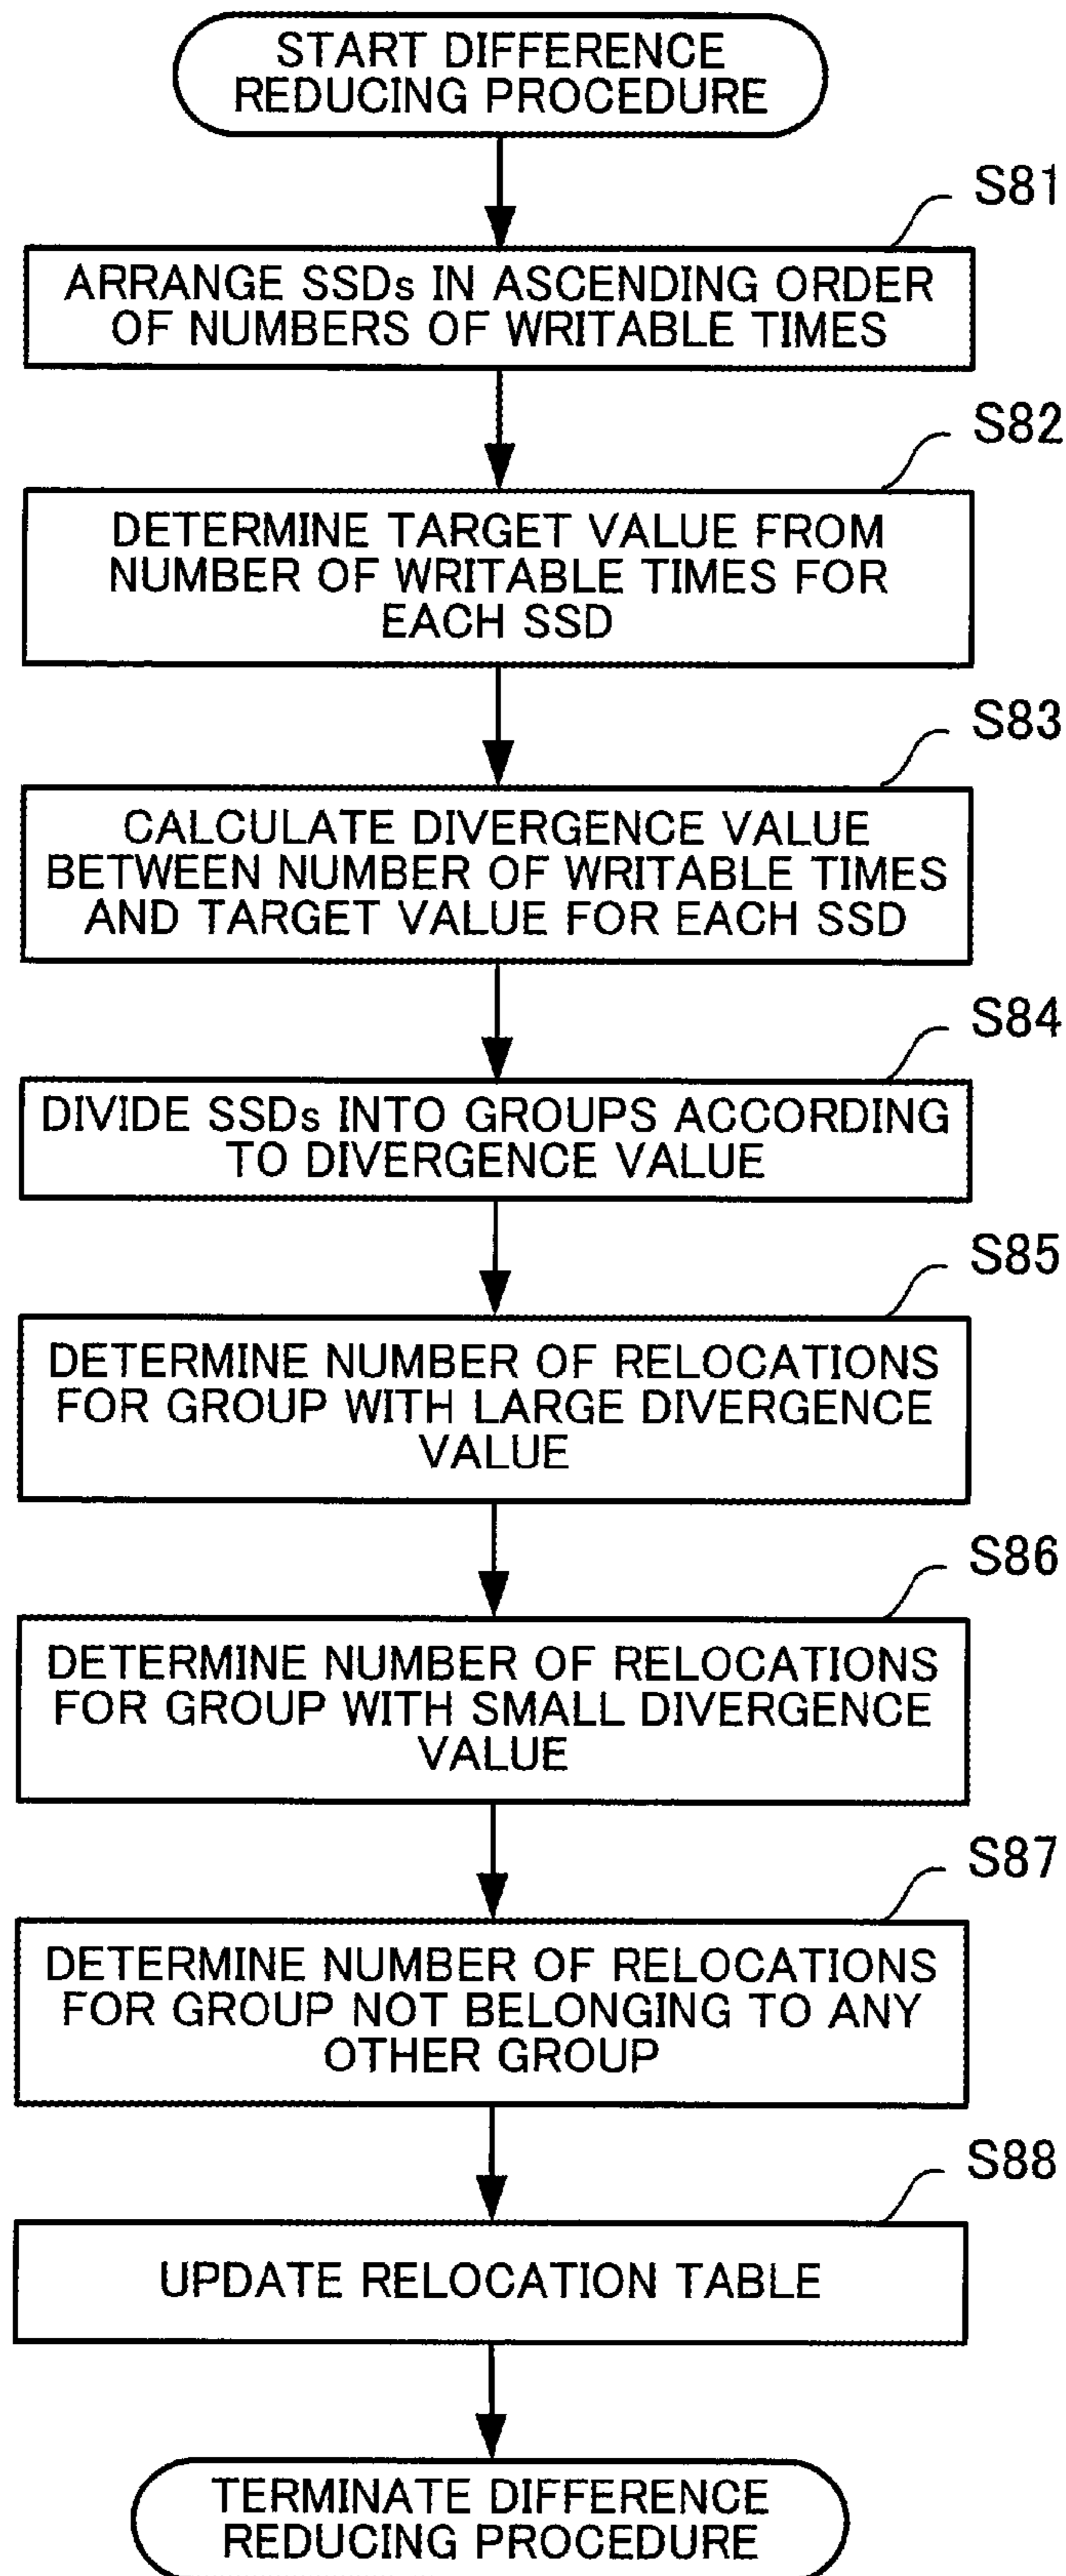 START DIFFERENCE
REDUCING PROCEDURE
S81
ARRANGE SSDs IN ASCENDING ORDER
OF NUMBERS OF WRITABLE TIMES
S82
DETERMINE TARGET VALUE FROM
NUMBER OF WRITABLE TIMES FOR
EACH SSD
S83
CALCULATE DIVERGENCE VALUE
BETWEEN NUMBER OF WRITABLE TIMES
AND TARGET VALUE FOR EACH SSD
S84
DIVIDE SSDs INTO GROUPS ACCORDING
TO DIVERGENCE VALUE
S85
DETERMINE NUMBER OF RELOCATIONS
FOR GROUP WITH LARGE DIVERGENCE
VALUE
S86
DETERMINE NUMBER OF RELOCATIONS
FOR GROUP WITH SMALL DIVERGENCE
VALUE
S87
DETERMINE NUMBER OF RELOCATIONS
FOR GROUP NOT BELONGING TO ANY
OTHER GROUP
S88
UPDATE RELOCATION TABLE
TERMINATE DIFFERENCE
REDUCING PROCEDURE